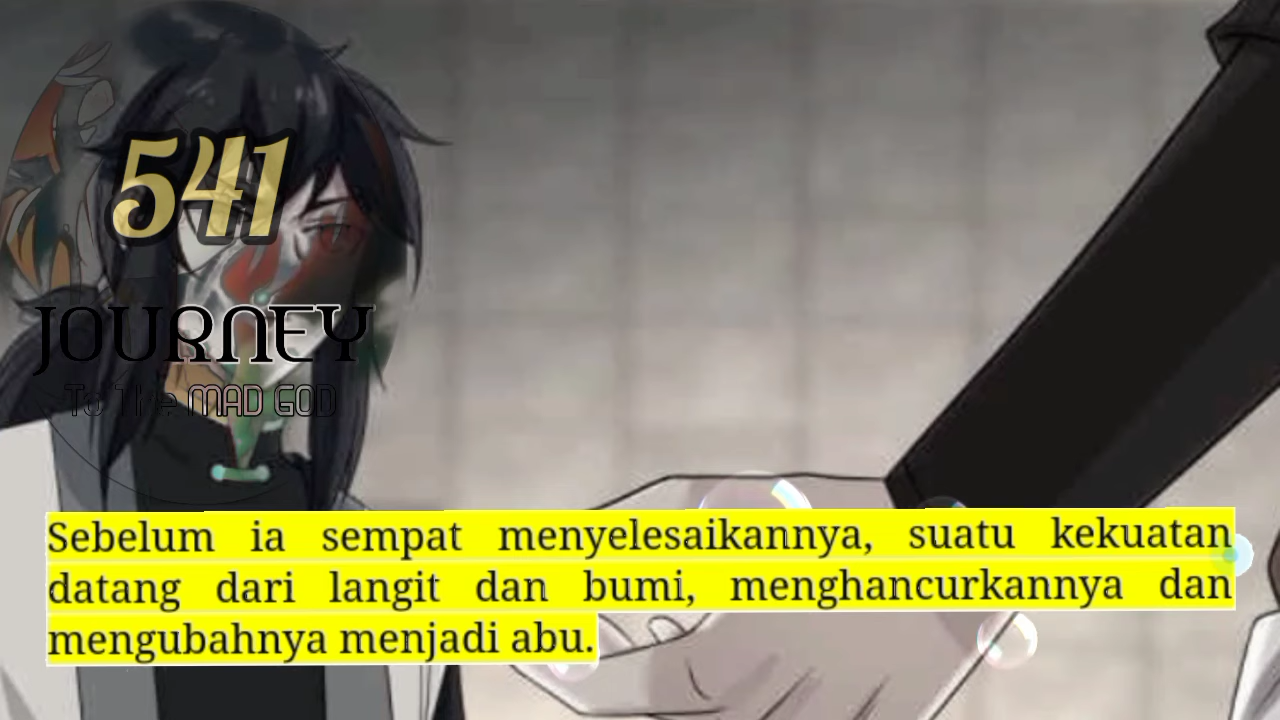 541
JOURNEY
To The MAD GOD
Sebelum ia sempat menyelesaikannya, suatu kekuatan
datang dari langit dan bumi, menghancurkannya dan
mengubahnya menjadi abu.